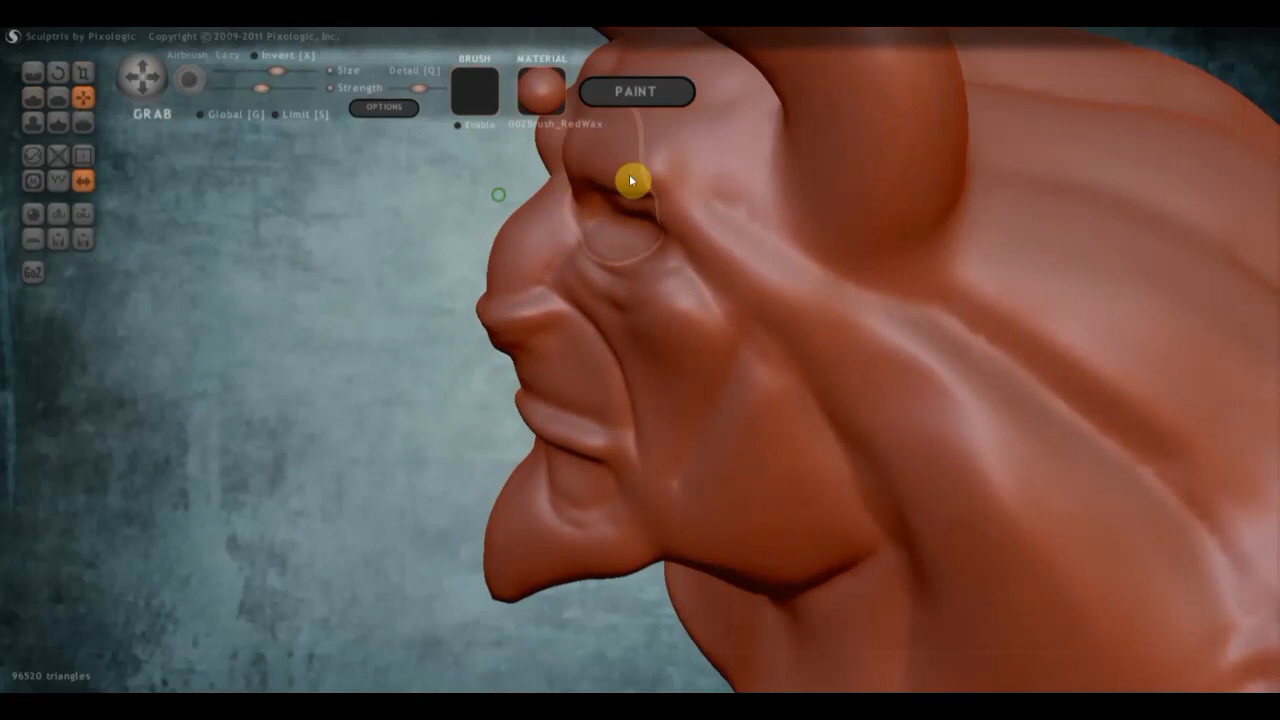 Sculptris by Pixologic Copyright © 2009-2011 Pixologic, Inc.
Airbrush Lazy Invert [X]
BRUSH MATERIAL
Size Detail [Q]
Strength
PAINT
OPTIONS
GRAB Global [G] Limit [S]
Enable
GoZ
96520 triangles